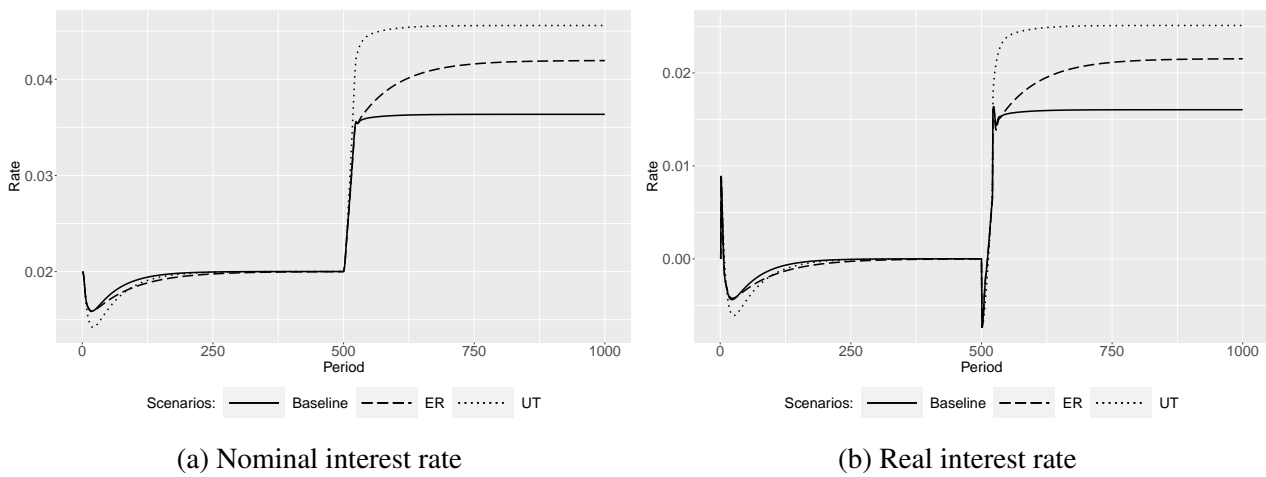 0.04
0.03
0.02
Rate
0 250 500 750 1000
Period
Scenarios: Baseline ER UT
(a) Nominal interest rate
0.02
0.01
0.00
Rate
0 250 500 750 1000
Period
Scenarios: Baseline ER UT
(b) Real interest rate